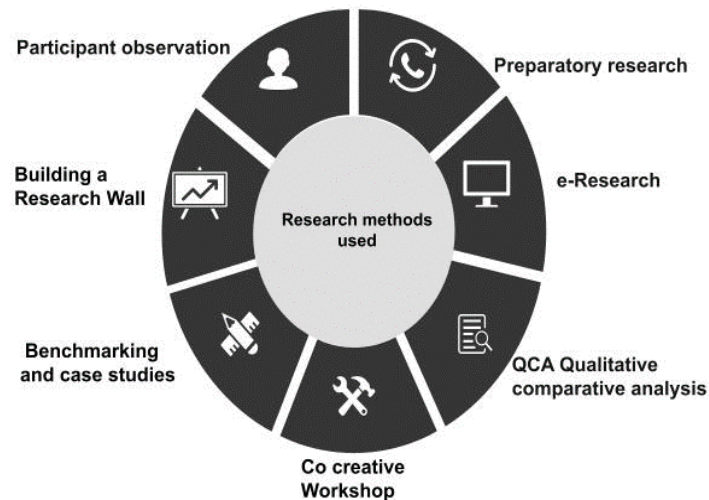 Participant observation
Preparatory research
Building a
Research Wall
e-Research
Research methods
used
Benchmarking
and case studies
QCA Qualitative
comparative analysis
Co creative
Workshop